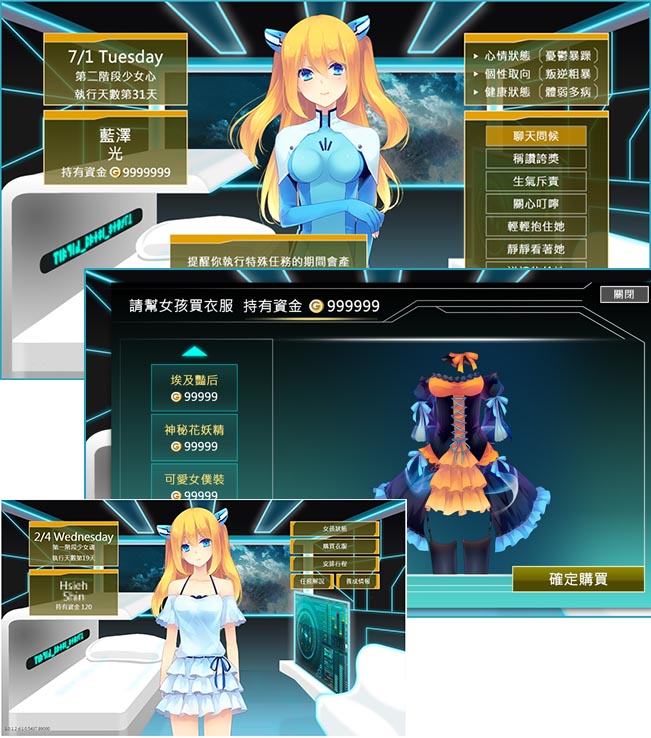 7/1 Tuesday
第二階段少女心
執行天數第31天
藍澤
光
持有資金 G 9999999
心情狀態 〔憂鬱暴躁〕
個性取向 〔叛逆粗暴〕
健康狀態 〔體弱多病〕
聊天問候
稱讚誇獎
生氣斥責
關心叮嚀
輕輕抱住她
靜靜看著她
提醒你執行特殊任務的期間會產
請幫女孩買衣服 持有資金 G 999999
關閉
埃及豔后
G 99999
神秘花妖精
G 99999
可愛女僕裝
G 99999
確定購買
2/4 Wednesday
第一階段少女魂
執行天數第19天
Hsieh
Shin
持有資金 120
女孩狀態
購買衣服
安排行程
任務解說
養成情報